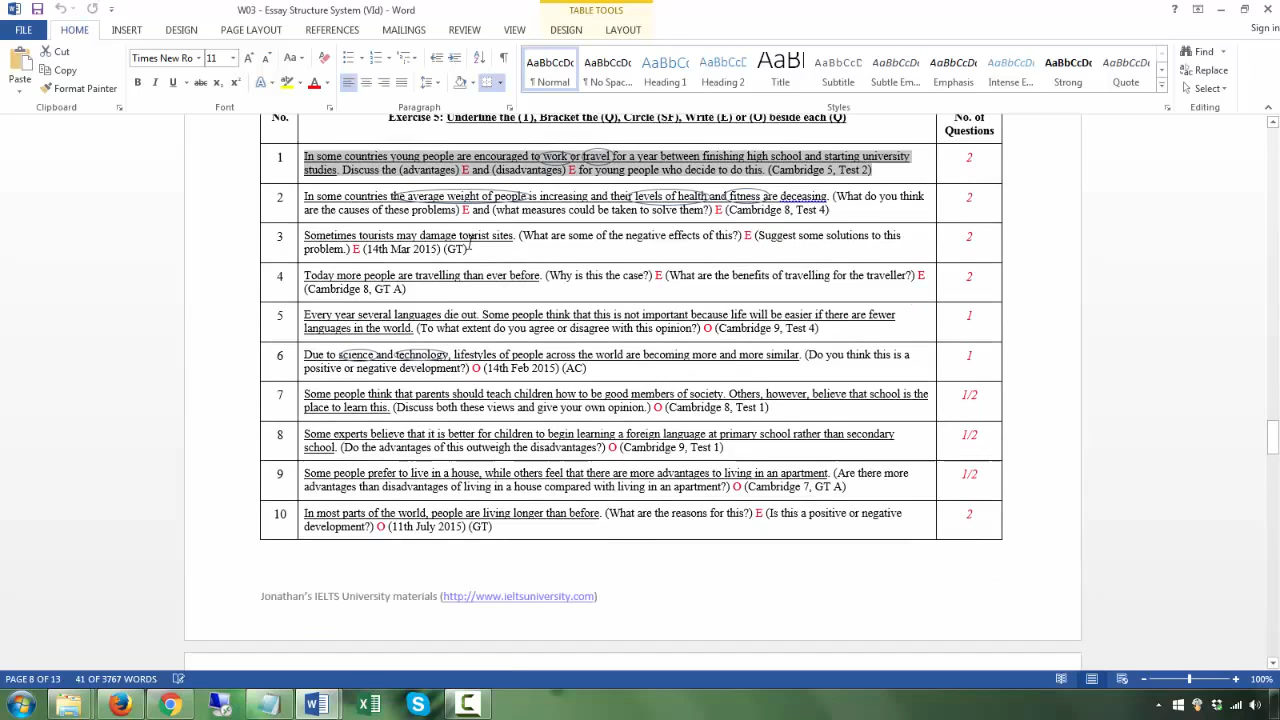 W03 - Essay Structure System (VId) - Word
TABLE TOOLS
FILE HOME INSERT DESIGN PAGE LAYOUT REFERENCES MAILINGS REVIEW VIEW DESIGN LAYOUT Sign in
Paste
Cut
Copy
Format Painter
Clipboard
Times New Ro 11
B I U abc
Font
Paragraph
AaBbCcDc AaBbCcDc AaBbCc AaBbCcD AaBl AaBbCcDd AaBbCcDd AaBbCcDd AaBbCcDd AaBbCcDc AaBbCcDd
¶ Normal ¶ No Spac... Heading 1 Heading 2 Title Subtitle Subtle Em... Emphasis Intense E... Strong Quote
Styles
Find
Replace
Select
Editing
No. Exercise 5: Underline the (T), Bracket the (Q), Circle (SF), Write (E) or (O) beside each (Q) No. of
Questions
1 In some countries young people are encouraged to work or travel for a year between finishing high school and starting university 2
studies. Discuss the (advantages) E and (disadvantages) E for young people who decide to do this. (Cambridge 5, Test 2)
2 In some countries the average weight of people is increasing and their levels of health and fitness are deceasing. (What do you think 2
are the causes of these problems) E and (what measures could be taken to solve them?) E (Cambridge 8, Test 4)
3 Sometimes tourists may damage tourist sites. (What are some of the negative effects of this?) E (Suggest some solutions to this 2
problem.) E (14th Mar 2015) (GT)
4 Today more people are travelling than ever before. (Why is this the case?) E (What are the benefits of travelling for the traveller?) E 2
(Cambridge 8, GT A)
5 Every year several languages die out. Some people think that this is not important because life will be easier if there are fewer 1
languages in the world. (To what extent do you agree or disagree with this opinion?) O (Cambridge 9, Test 4)
6 Due to science and technology, lifestyles of people across the world are becoming more and more similar. (Do you think this is a 1
positive or negative development?) O (14th Feb 2015) (AC)
7 Some people think that parents should teach children how to be good members of society. Others, however, believe that school is the 1/2
place to learn this. (Discuss both these views and give your own opinion.) O (Cambridge 8, Test 1)
8 Some experts believe that it is better for children to begin learning a foreign language at primary school rather than secondary 1/2
school. (Do the advantages of this outweigh the disadvantages?) O (Cambridge 9, Test 1)
9 Some people prefer to live in a house, while others feel that there are more advantages to living in an apartment. (Are there more 1/2
advantages than disadvantages of living in a house compared with living in an apartment?) O (Cambridge 7, GT A)
10 In most parts of the world, people are living longer than before. (What are the reasons for this?) E (Is this a positive or negative 2
development?) O (11th July 2015) (GT)
Jonathan's IELTS University materials (http://www.ieltsuniversity.com)
PAGE 8 OF 13 41 OF 3767 WORDS 100%